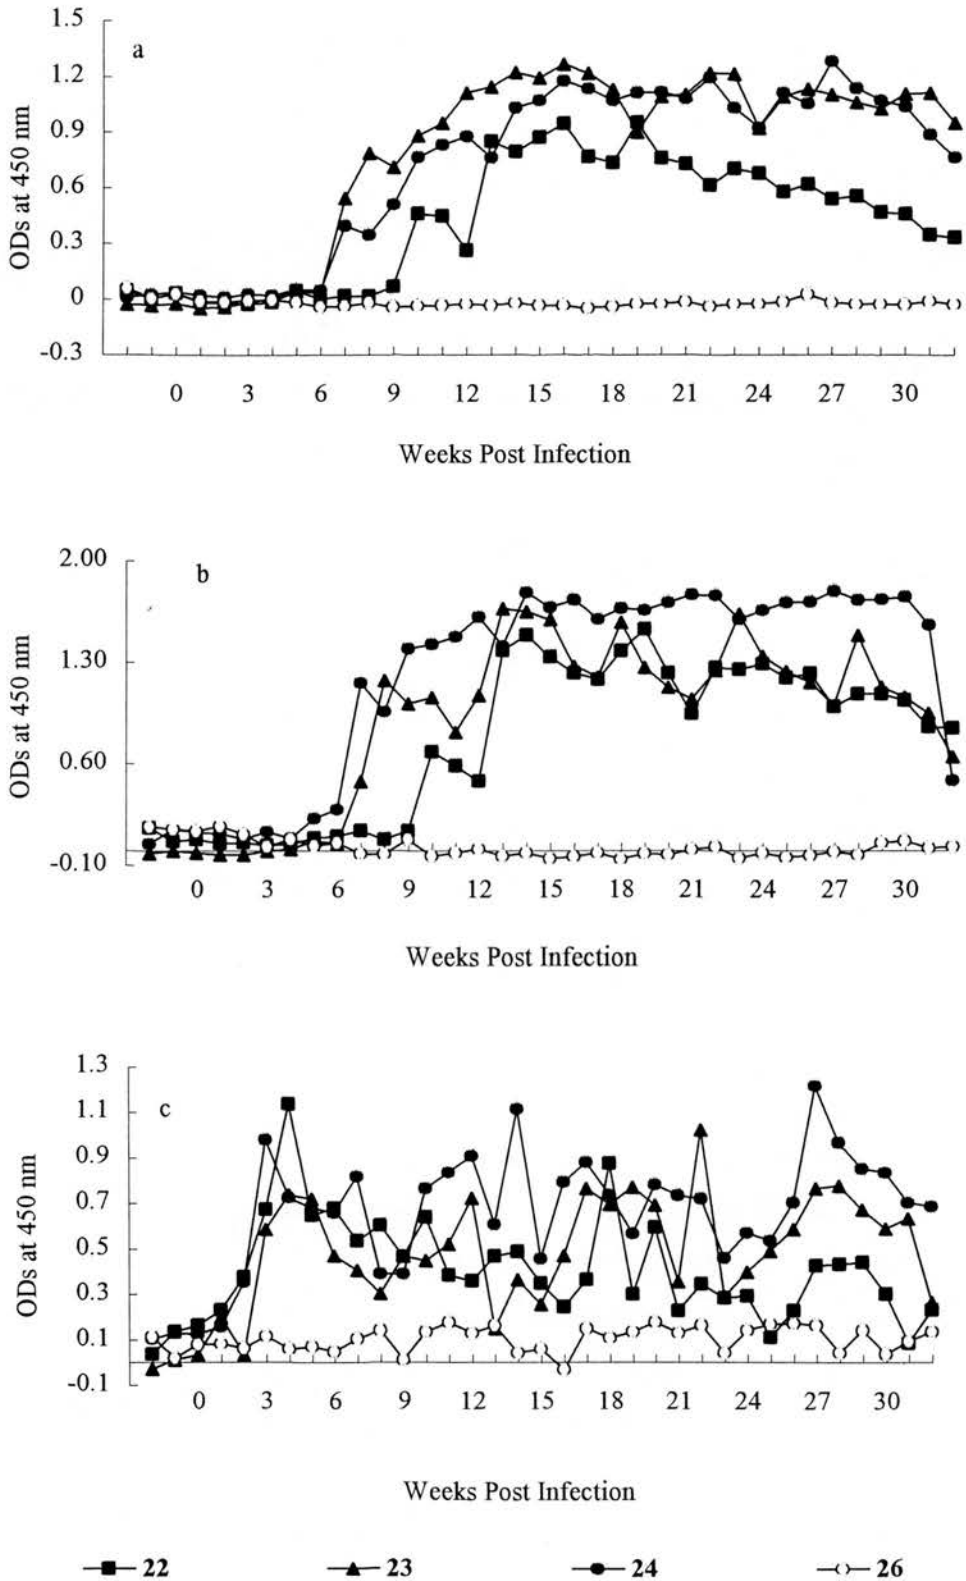 a
1.5
1.2
0.9
0.6
0.3
0
-0.3
ODs at 450 nm
0 3 6 9 12 15 18 21 24 27 30
Weeks Post Infection
b
2.00
1.30
0.60
-0.10
ODs at 450 nm
0 3 6 9 12 15 18 21 24 27 30
Weeks Post Infection
c
1.3
1.1
0.9
0.7
0.5
0.3
0.1
-0.1
ODs at 450 nm
0 3 6 9 12 15 18 21 24 27 30
Weeks Post Infection
22 23 24 26